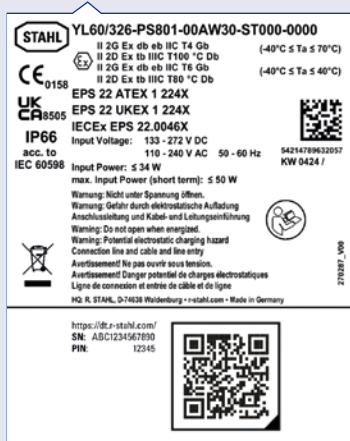 STAHL
YL60/326-PS801-00AW30-ST000-0000
II 2G Ex db eb IIC T4 Gb
II 2D Ex tb IIIC T100 °C Db
(-40°C ≤ Ta ≤ 70°C)
II 2G Ex db eb IIC T6 Gb
II 2D Ex tb IIIC T80 °C Db
(-40°C ≤ Ta ≤ 40°C)
CE 0158
UK CA 8505
IP66
acc. to
IEC 60598
EPS 22 ATEX 1 224X
EPS 22 UKEX 1 224X
IECEx EPS 22.0046X
Input Voltage: 133 - 272 V DC
110 - 240 V AC 50 - 60 Hz
Input Power: ≤ 34 W
max. Input Power (short term): ≤ 50 W
54214789632057
KW 0424 /
Warnung: Nicht unter Spannung öffnen.
Warnung: Gefahr durch elektrostatische Aufladung
Anschlussleitung und Kabel- und Leitungseinführung
Warning: Do not open when energized.
Warning: Potential electrostatic charging hazard
Connection line and cable and line entry
Avertissement! Ne pas ouvrir sous tension.
Avertissement! Danger potentiel de charges électrostatiques
Ligne de connexion et entrée de câble et de ligne
HQ: R. STAHL, D-74638 Waldenburg • r-stahl.com • Made in Germany
270287_V00
https://dt.r-stahl.com/
SN: ABC1234567890
PIN: 12345